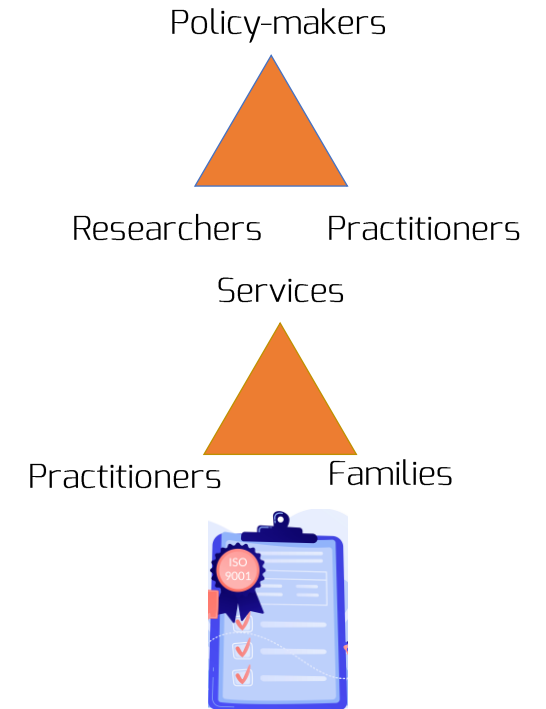 Policy-makers
Researchers
Practitioners
Services
Practitioners
Families
ISO
9001